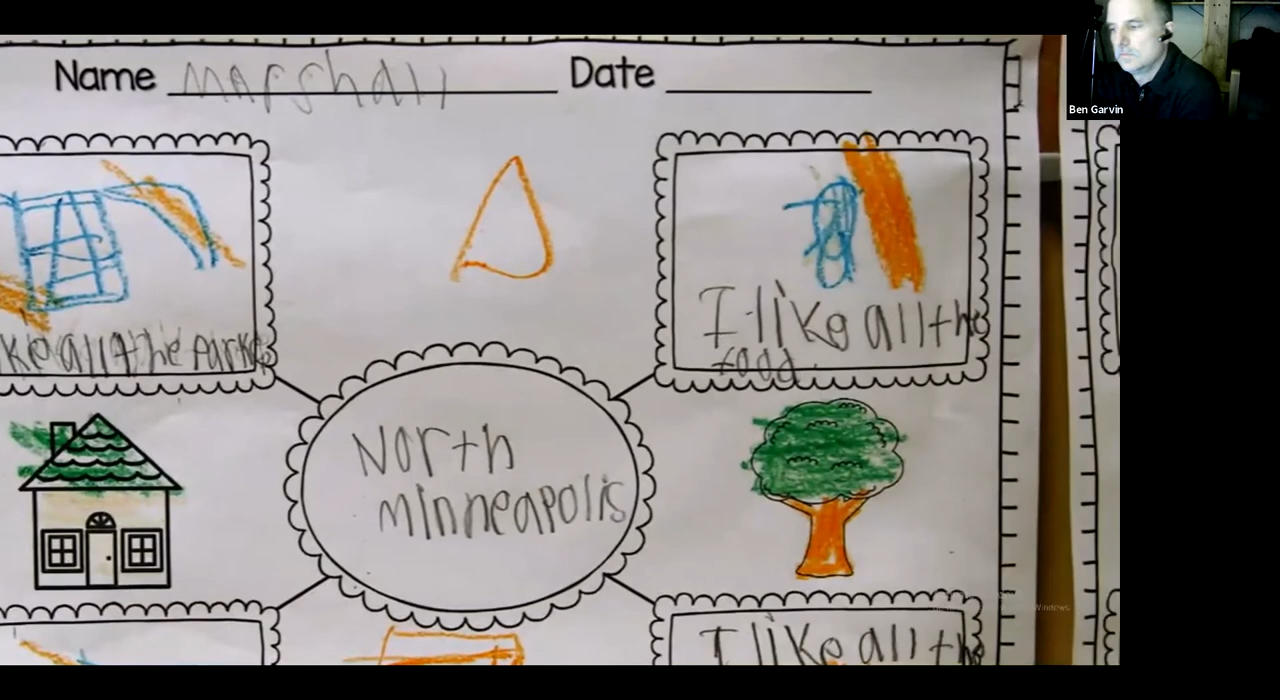 Name Marshall Date
Ben Garvin
ke all the Parks
I like all the
food.
North
Minneapolis
I like all the